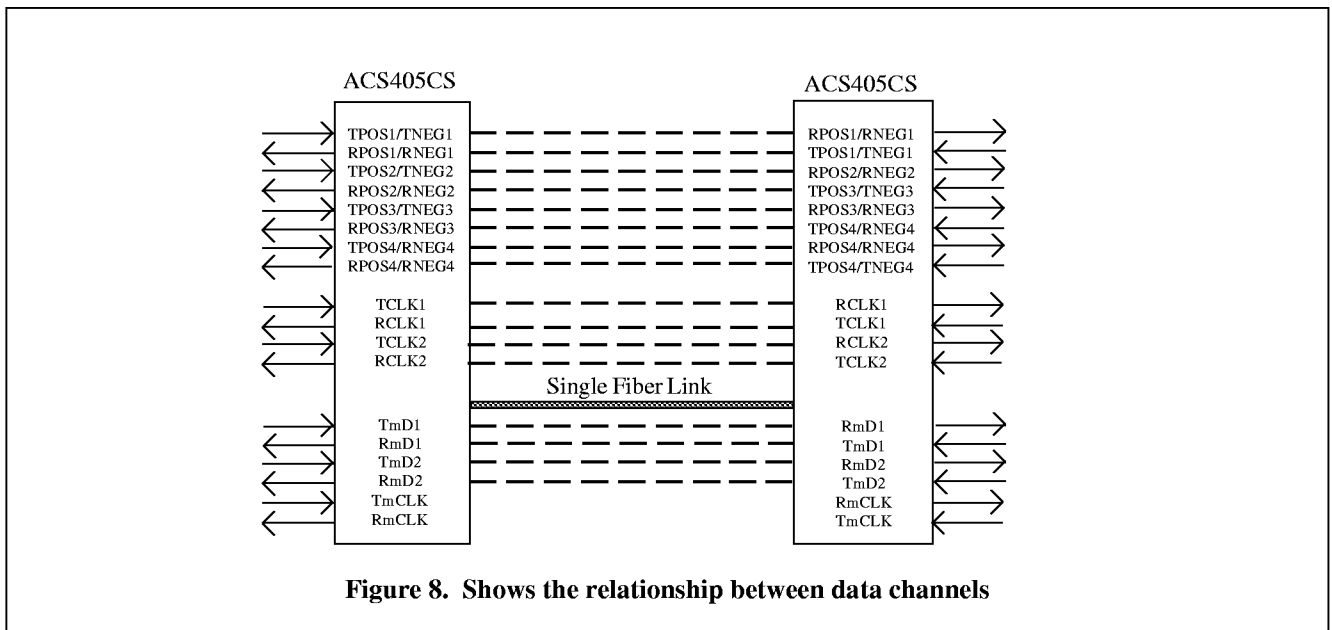 ACS405CS
ACS405CS
TPOS1/TNEG1
RPOS1/RNEG1
TPOS2/TNEG2
RPOS2/RNEG2
TPOS3/TNEG3
RPOS3/RNEG3
TPOS4/RNEG4
RPOS4/RNEG4
TCLK1
RCLK1
TCLK2
RCLK2
TmD1
RmD1
TmD2
RmD2
TmCLK
RmCLK
Single Fiber Link
RPOS1/RNEG1
TPOS1/TNEG1
RPOS2/RNEG2
TPOS3/TNEG3
RPOS3/RNEG3
TPOS4/RNEG4
RPOS4/RNEG4
TPOS4/TNEG4
RCLK1
TCLK1
RCLK2
TCLK2
RmD1
TmD1
RmD2
TmD2
RmCLK
TmCLK
Figure 8. Shows the relationship between data channels